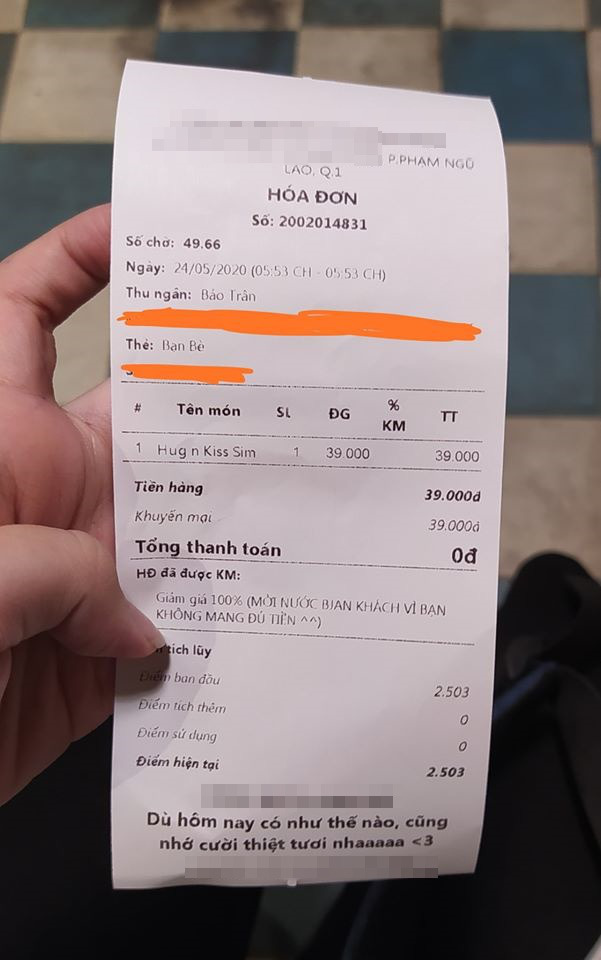 P.PHẠM NGŨ
LÃO, Q.1
HÓA ĐƠN
Số: 2002014831
Số chờ: 49.66
Ngày: 24/05/2020 (05:53 CH - 05:53 CH)
Thu ngân: Bảo Trân
Thẻ: Bạn Bè
# Tên món SL ĐG % KM TT
1 Hug n Kiss Sim 1 39.000 39.000
Tiền hàng 39.000đ
Khuyến mại 39.000đ
Tổng thanh toán 0đ
HĐ đã được KM:
Giảm giá 100% (MỜI NƯỚC BJAN KHÁCH VÌ BẠN
KHÔNG MANG ĐỦ TIỀN ^^)
tích lũy
Điểm ban đầu 2.503
Điểm tích thêm 0
Điểm sử dụng 0
Điểm hiện tại 2.503
Dù hôm nay có như thế nào, cũng
nhớ cười thiệt tươi nhaaaaa <3